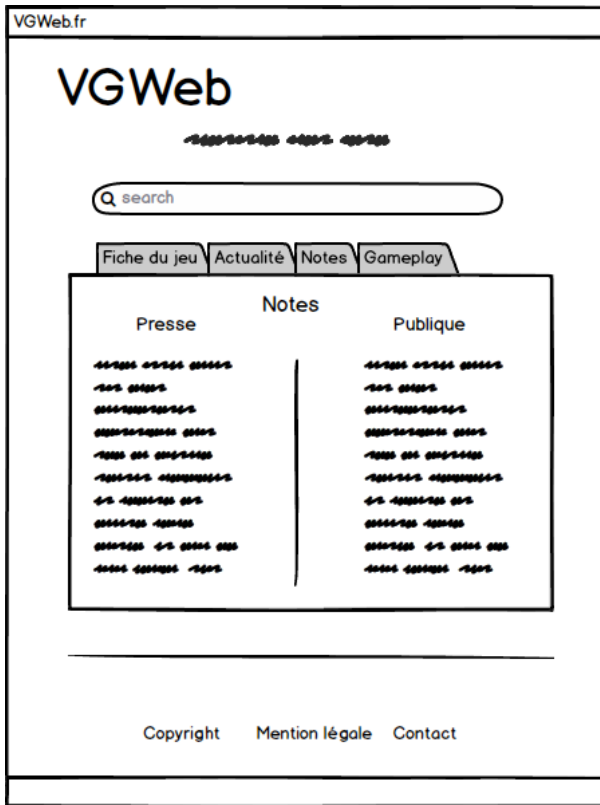 VGWeb.fr
VGWeb
search
Fiche du jeu Actualité Notes Gameplay
Notes
Presse Publique
Copyright Mention légale Contact